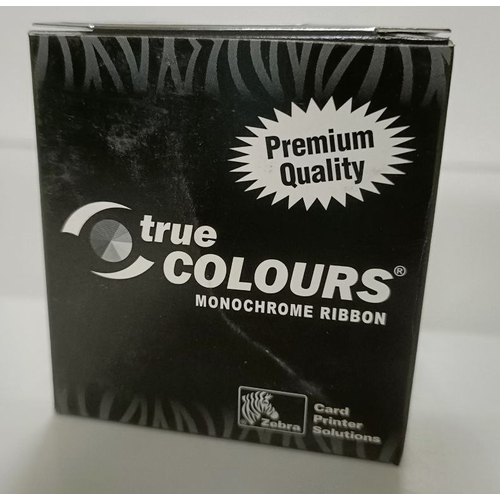 Premium
Quality
true
COLOURS®
MONOCHROME RIBBON
Zebra
Card
Printer
Solutions